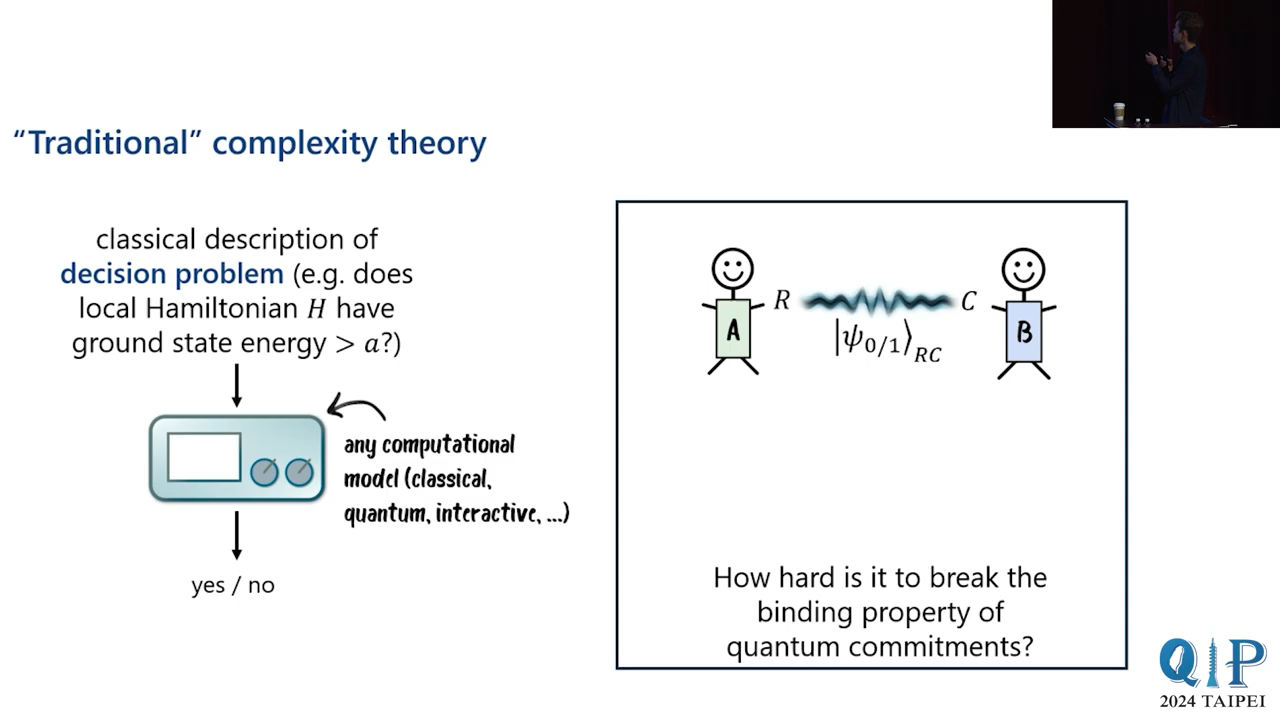 “Traditional” complexity theory
classical description of
decision problem (e.g. does
local Hamiltonian H have
ground state energy > a?)
any computational
model (classical,
quantum, interactive, ...)
yes / no
A
R
|ψ0/1⟩RC
C
B
How hard is it to break the
binding property of
quantum commitments?
QIP
2024 TAIPEI